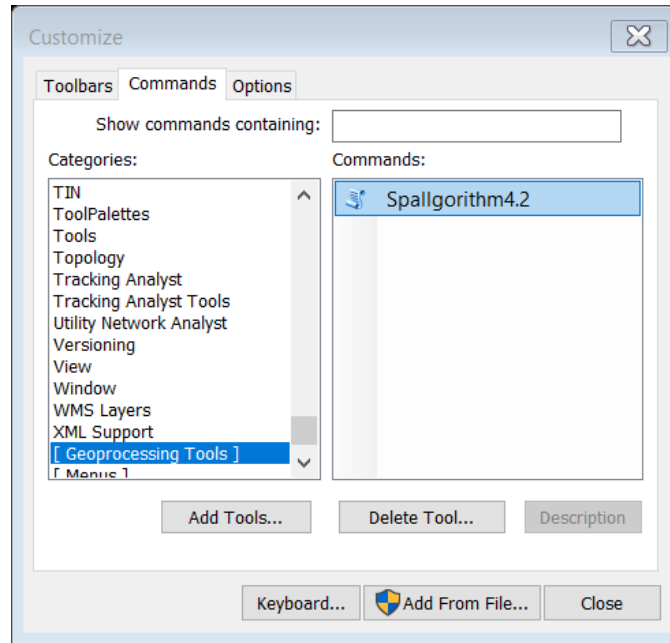 Customize
Toolbars Commands Options
Show commands containing:
Categories: Commands:
TIN
ToolPalettes
Tools
Topology
Tracking Analyst
Tracking Analyst Tools
Utility Network Analyst
Versioning
View
Window
WMS Layers
XML Support
[ Geoprocessing Tools ]
[ Menus ]
Spallgorithm4.2
Add Tools... Delete Tool... Description
Keyboard... Add From File... Close